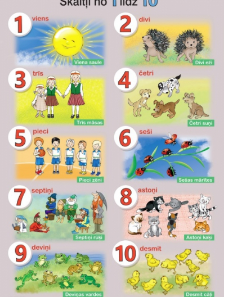 Skaitļi no 1 līdz 10
1 viens
Viena saule
2 divi
Divi eži
3 trīs
Trīs māsas
4 četri
Četri suņi
5 pieci
Pieci zēni
6 seši
Sešas mārītes
7 septiņi
Septiņi rūķi
8 astoņi
Astoņi kaķi
9 deviņi
Deviņas vardes
10 desmit
Desmit cāļi